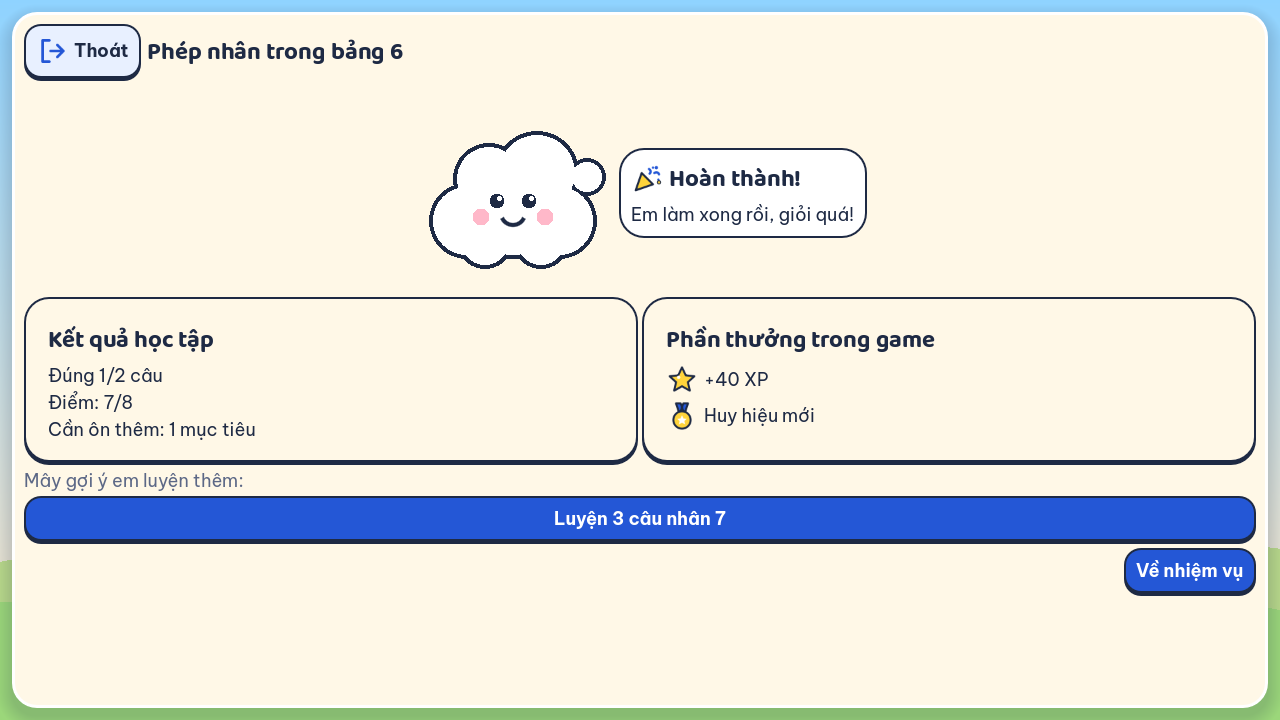 Thoát
Phép nhân trong bảng 6
Hoàn thành!
Em làm xong rồi, giỏi quá!
Kết quả học tập
Đúng 1/2 câu
Điểm: 7/8
Cần ôn thêm: 1 mục tiêu
Phần thưởng trong game
+40 XP
Huy hiệu mới
Mây gợi ý em luyện thêm:
Luyện 3 câu nhân 7
Về nhiệm vụ